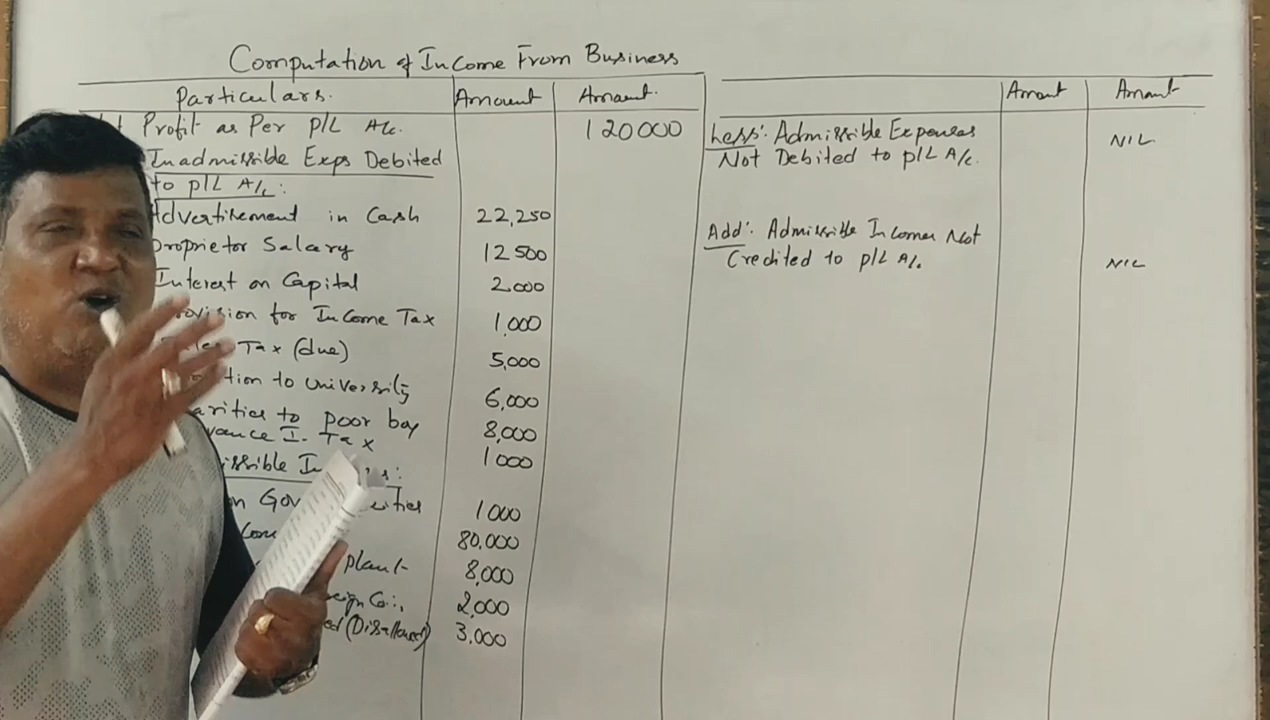 Computation of Income From Business
Particulars. Amount Amount.
Profit as Per P/L A/c. 120000
Inadmissible Exps Debited
to P/L A/c:
Advertisement in Cash 22,250
Proprietor Salary 12500
Interest on Capital 2,000
for Income Tax 1,000
Tax (due) 5,000
to University 6,000
to poor boy 8,000
I. Tax 1000
1000
80,000
plant 8,000
2,000
(Disallowed) 3,000
Amount Amount
Less: Admissible Expenses NIL.
Not Debited to P/L A/c.
Add: Admissible Incomes Not
Credited to P/L A/c. NIL